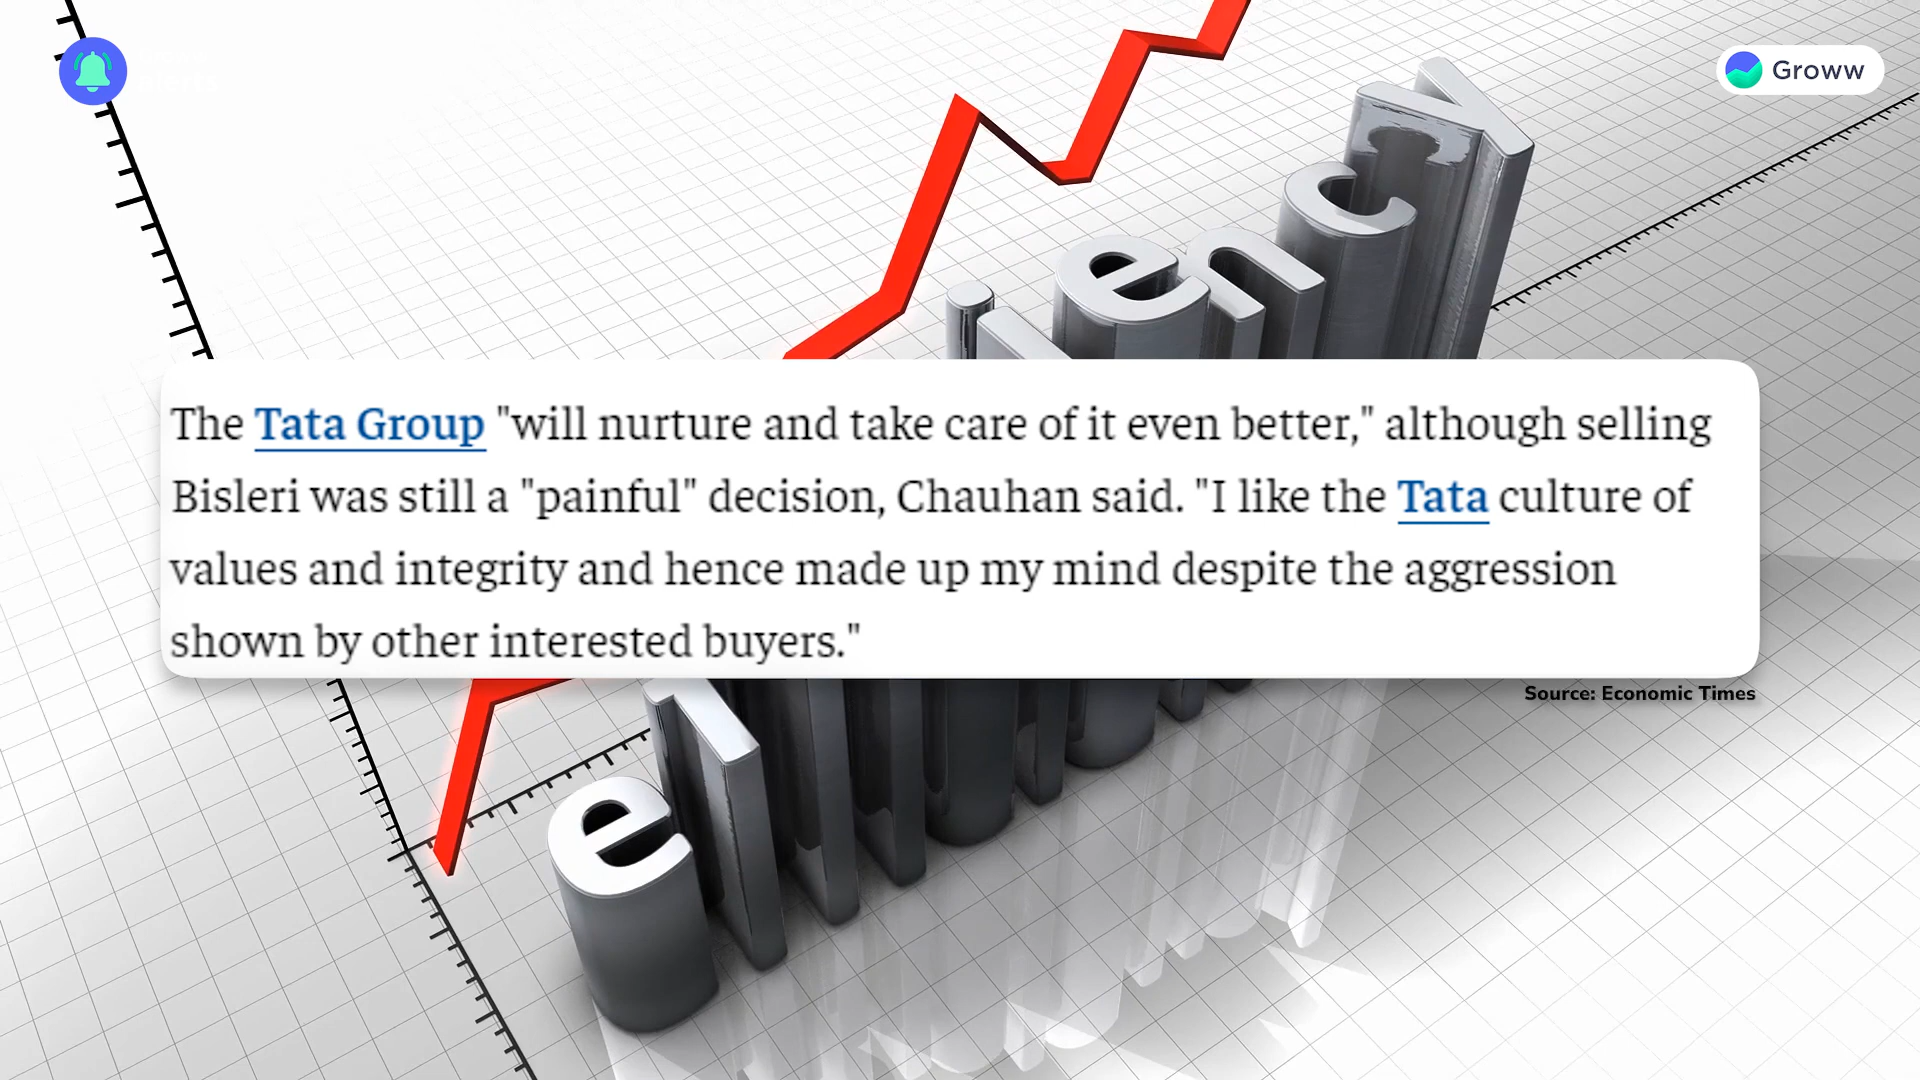 Groww
The Tata Group "will nurture and take care of it even better," although selling
Bisleri was still a "painful" decision, Chauhan said. "I like the Tata culture of
values and integrity and hence made up my mind despite the aggression
shown by other interested buyers."
Source: Economic Times